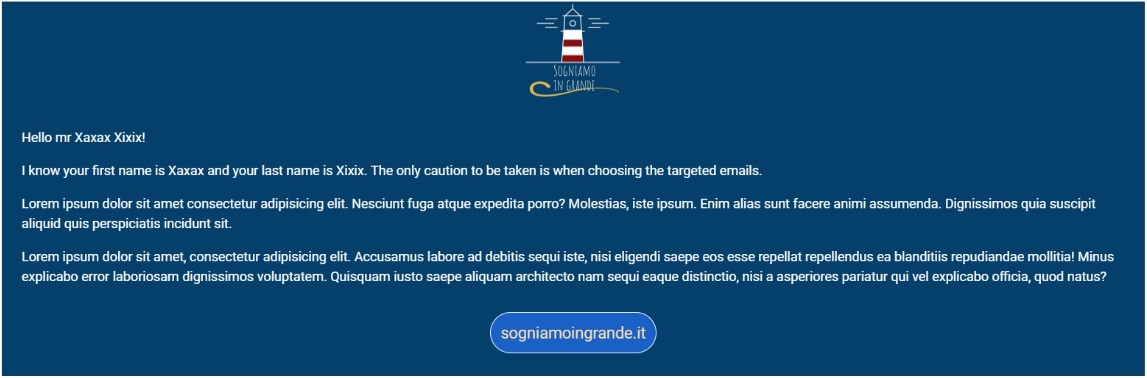 SOGNIAMO
IN GRANDE
Hello mr Xaxax Xixix!
I know your first name is Xaxax and your last name is Xixix. The only caution to be taken is when choosing the targeted emails.
Lorem ipsum dolor sit amet consectetur adipisicing elit. Nesciunt fuga atque expedita porro? Molestias, iste ipsum. Enim alias sunt facere animi assumenda. Dignissimos quia suscipit
aliquid quis perspiciatis incidunt sit.
Lorem ipsum dolor sit amet, consectetur adipisicing elit. Accusamus labore ad debitis sequi iste, nisi eligendi saepe eos esse repellat repellendus ea blanditiis repudiandae mollitia! Minus
explicabo error laboriosam dignissimos voluptatem. Quisquam iusto saepe aliquam architecto nam sequi eaque distinctio, nisi a asperiores pariatur qui vel explicabo officia, quod natus?
sogniamoingrande.it